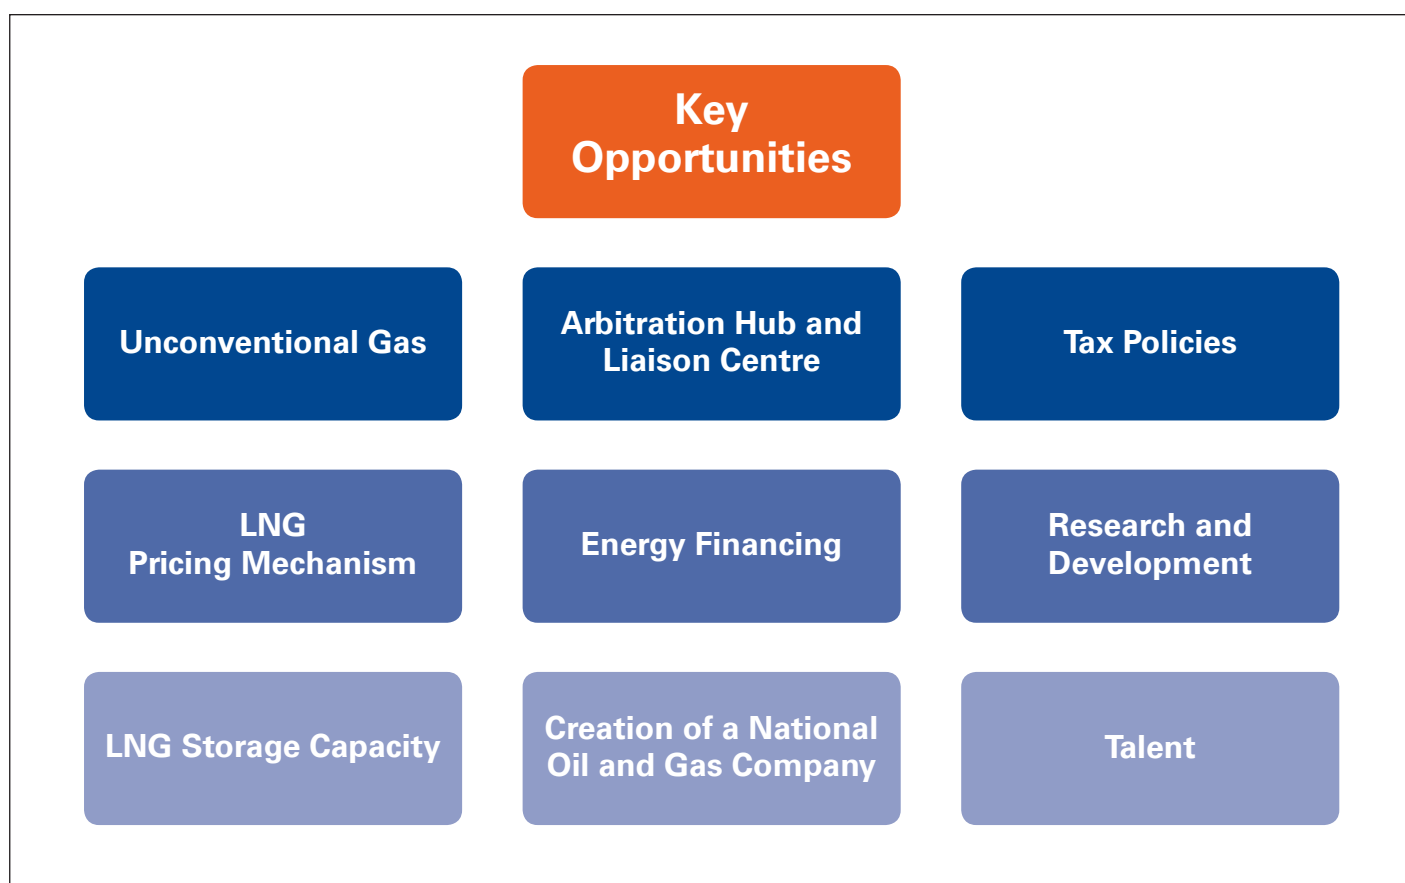 Key
Opportunities
Unconventional Gas
Arbitration Hub and
Liaison Centre
Tax Policies
LNG
Pricing Mechanism
Energy Financing
Research and
Development
LNG Storage Capacity
Creation of a National
Oil and Gas Company
Talent